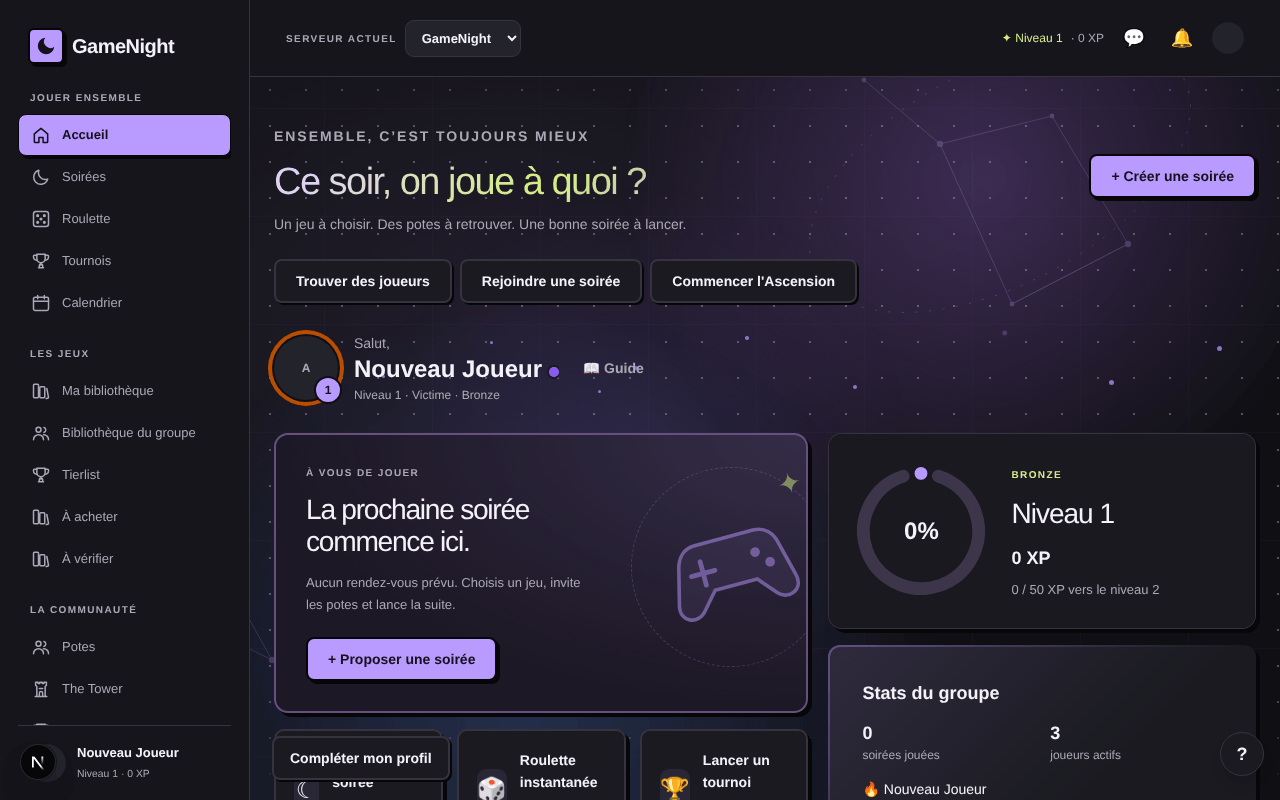 GameNight
JOUER ENSEMBLE
Accueil
Soirées
Roulette
Tournois
Calendrier
LES JEUX
Ma bibliothèque
Bibliothèque du groupe
Tierlist
À acheter
À vérifier
LA COMMUNAUTÉ
Potes
The Tower
Nouveau Joueur
Niveau 1 · 0 XP
SERVEUR ACTUEL
GameNight
✦ Niveau 1 · 0 XP
ENSEMBLE, C’EST TOUJOURS MIEUX
Ce soir, on joue à quoi ?
Un jeu à choisir. Des potes à retrouver. Une bonne soirée à lancer.
+ Créer une soirée
Trouver des joueurs
Rejoindre une soirée
Commencer l'Ascension
A
1
Salut,
Nouveau Joueur
Niveau 1 · Victime · Bronze
📖 Guide
À VOUS DE JOUER
La prochaine soirée
commence ici.
Aucun rendez-vous prévu. Choisis un jeu, invite
les potes et lance la suite.
+ Proposer une soirée
0%
BRONZE
Niveau 1
0 XP
0 / 50 XP vers le niveau 2
Stats du groupe
0
soirées jouées
3
joueurs actifs
🔥 Nouveau Joueur
Compléter mon profil
soirée
Roulette
instantanée
Lancer un
tournoi
?